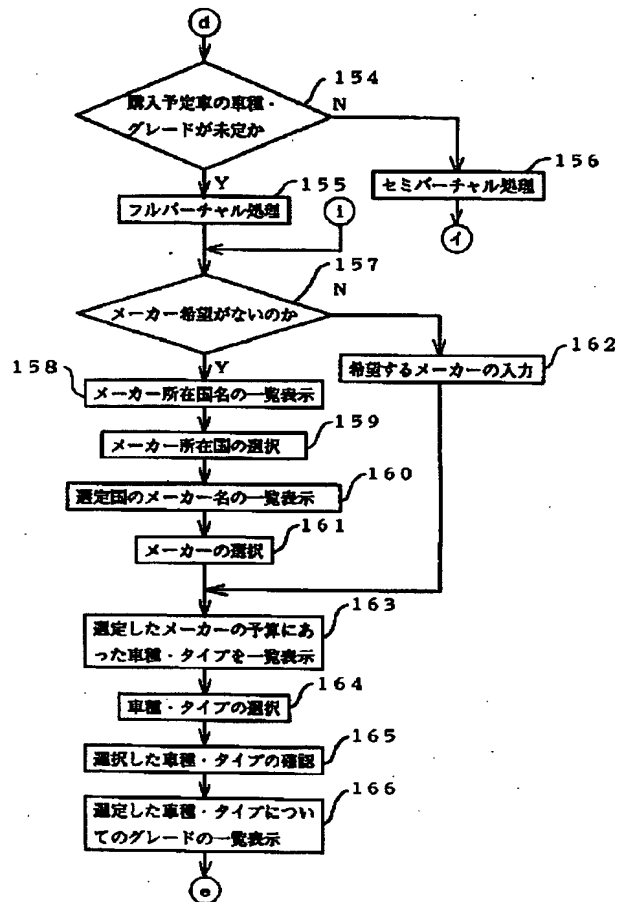 d
154
購入予定車の車種・
グレードが未定か
N
Y
155
フルバーチャル処理
156
セミバーチャル処理
i
イ
157
メーカー希望がないのか
N
Y
158
メーカー所在国名の一覧表示
162
希望するメーカーの入力
159
メーカー所在国の選択
160
選定国のメーカー名の一覧表示
161
メーカーの選択
163
選定したメーカーの予算にあ
った車種・タイプを一覧表示
164
車種・タイプの選択
165
選択した車種・タイプの確認
166
選定した車種・タイプについ
てのグレードの一覧表示
e